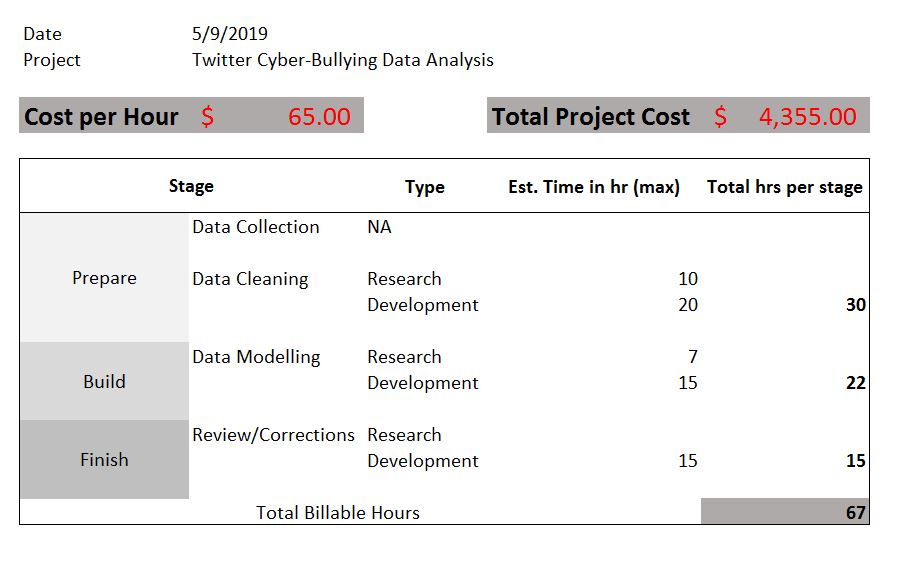 Date 5/9/2019
Project Twitter Cyber-Bullying Data Analysis
Cost per Hour $ 65.00 Total Project Cost $ 4,355.00
Stage Type Est. Time in hr (max) Total hrs per stage
Data Collection NA
Prepare Data Cleaning Research 10
Development 20 30
Data Modelling Research 7
Build Development 15 22
Review/Corrections Research
Finish Development 15 15
Total Billable Hours 67